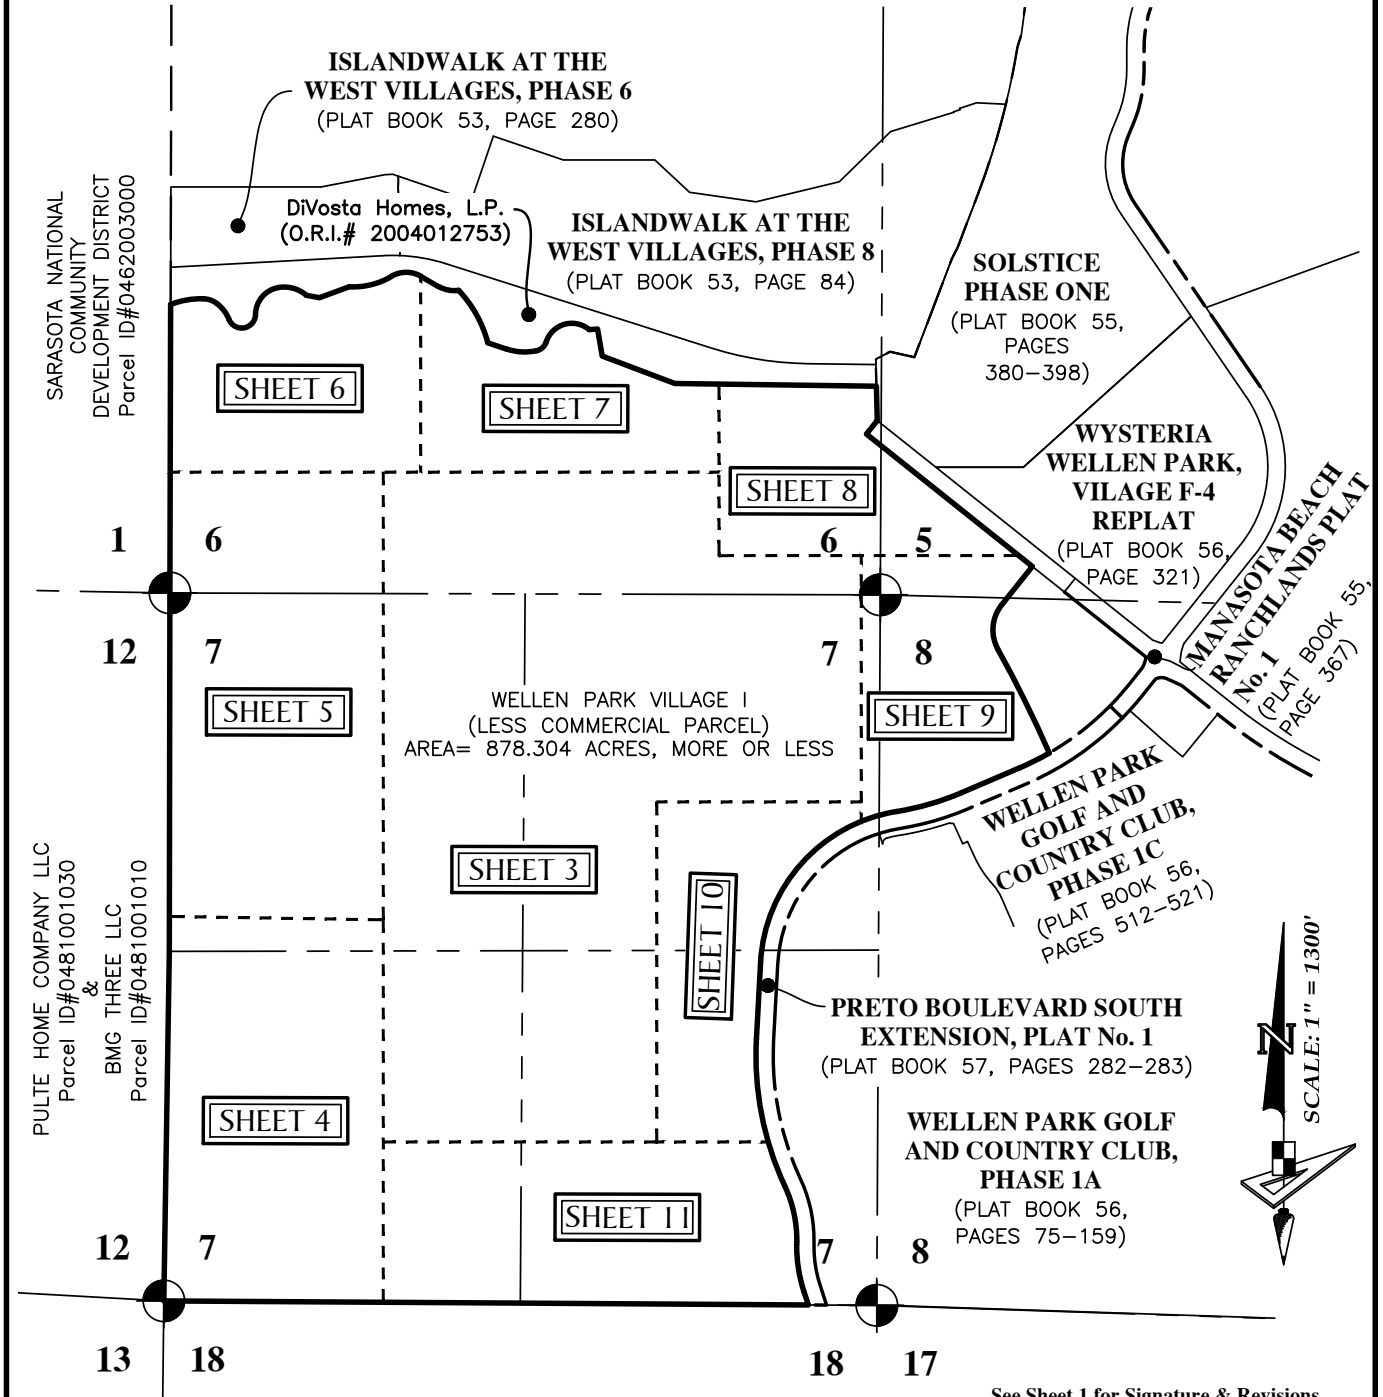 ISLANDWALK AT THE
WEST VILLAGES, PHASE 6
(PLAT BOOK 53, PAGE 280)
SARASOTA NATIONAL
COMMUNITY
DEVELOPMENT DISTRICT
Parcel ID#0462003000
DiVosta Homes, L.P.
(O.R.I.# 2004012753)
ISLANDWALK AT THE
WEST VILLAGES, PHASE 8
(PLAT BOOK 53, PAGE 84)
SOLSTICE
PHASE ONE
(PLAT BOOK 55,
PAGES
380-398)
SHEET 6
SHEET 7
SHEET 8
WYSTERIA
WELLEN PARK,
VILAGE F-4
REPLAT
(PLAT BOOK 56,
PAGE 321)
MANASOTA BEACH
RANCHLANDS PLAT
No. 1
(PLAT BOOK 55,
PAGE 367)
1
6
6
5
12
7
7
8
SHEET 5
WELLEN PARK VILLAGE I
(LESS COMMERCIAL PARCEL)
AREA= 878.304 ACRES, MORE OR LESS
SHEET 9
WELLEN PARK
GOLF AND
COUNTRY CLUB,
PHASE 1C
(PLAT BOOK 56,
PAGES 512-521)
PULTE HOME COMPANY LLC
Parcel ID#0481001030
&
BMG THREE LLC
Parcel ID#0481001010
SHEET 3
SHEET 10
PRETO BOULEVARD SOUTH
EXTENSION, PLAT No. 1
(PLAT BOOK 57, PAGES 282-283)
N
SCALE: 1" = 1300'
SHEET 4
WELLEN PARK GOLF
AND COUNTRY CLUB,
PHASE 1A
(PLAT BOOK 56,
PAGES 75-159)
SHEET 11
12
7
7
8
13
18
18
17
See Sheet 1 for Signature & Revisions